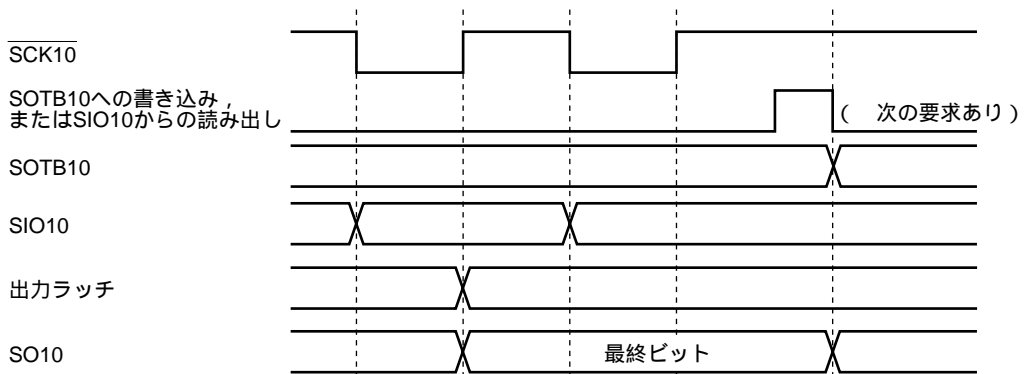 SCK10
SOTB10への書き込み，
またはSIO10からの読み出し
（　次の要求あり）
SOTB10
SIO10
出力ラッチ
SO10
最終ビット